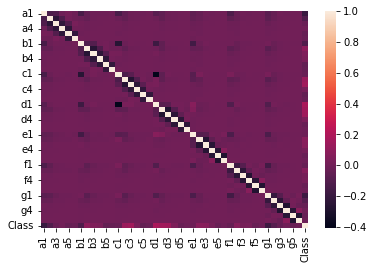 a1
a4
b1
b4
c1
c4
d1
d4
e1
e4
f1
f4
g1
g4
Class
a1
a3
a5
b1
b3
b5
c1
c3
c5
d1
d3
d5
e1
e3
e5
f1
f3
f5
g1
g3
g5
Class
1.0
0.8
0.6
0.4
0.2
0.0
−0.2
−0.4